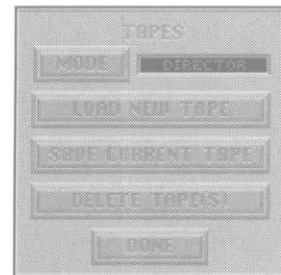 TAPES
MODE DIRECTOR
LOAD NEW TAPE
SAVE CURRENT TAPE
DELETE TAPE(S)
DONE